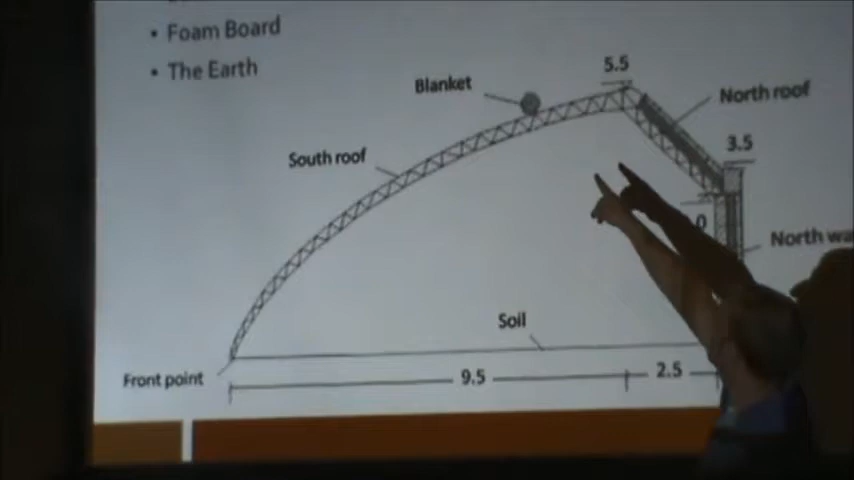 • Foam Board
• The Earth
Blanket
5.5
North roof
South roof
3.5
0
North
Soil
Front point
9.5
2.5